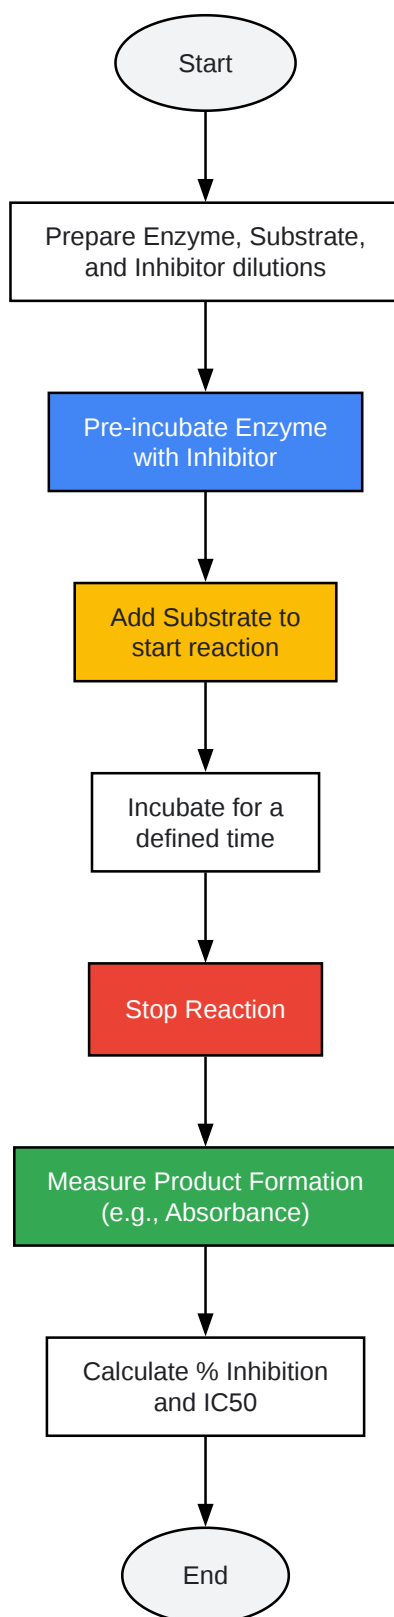 Start
Prepare Enzyme, Substrate,
and Inhibitor dilutions
Pre-incubate Enzyme
with Inhibitor
Add Substrate to
start reaction
Incubate for a
defined time
Stop Reaction
Measure Product Formation
(e.g., Absorbance)
Calculate % Inhibition
and IC50
End